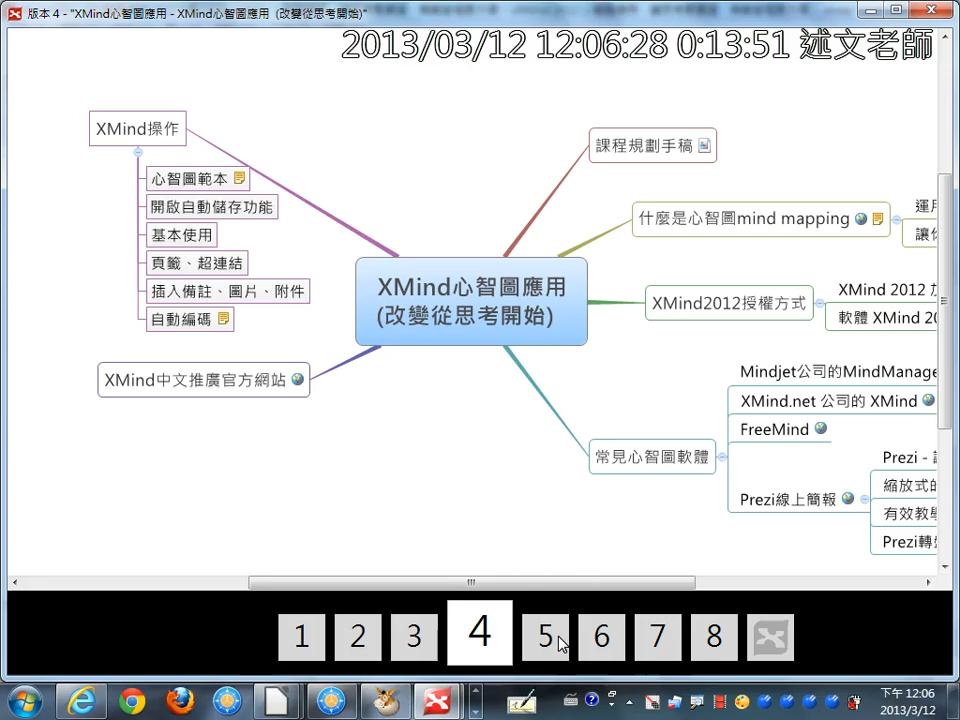 版本 4 - "XMind心智圖應用 - XMind心智圖應用  (改變從思考開始)"
2013/03/12 12:06:28 0:13:51 述文老師
XMind操作
心智圖範本
開啟自動儲存功能
基本使用
頁籤、超連結
插入備註、圖片、附件
自動編碼
XMind中文推廣官方網站
XMind心智圖應用
(改變從思考開始)
課程規劃手稿
什麼是心智圖mind mapping
運用
讓
XMind2012授權方式
XMind 2012
軟體 XMind 20
常見心智圖軟體
Mindjet公司的MindManage
XMind.net 公司的 XMind
FreeMind
Prezi線上簡報
Prezi -
縮放式的
有效教學
Prezi轉
1 2 3 4 5 6 7 8
下午 12:06
2013/3/12